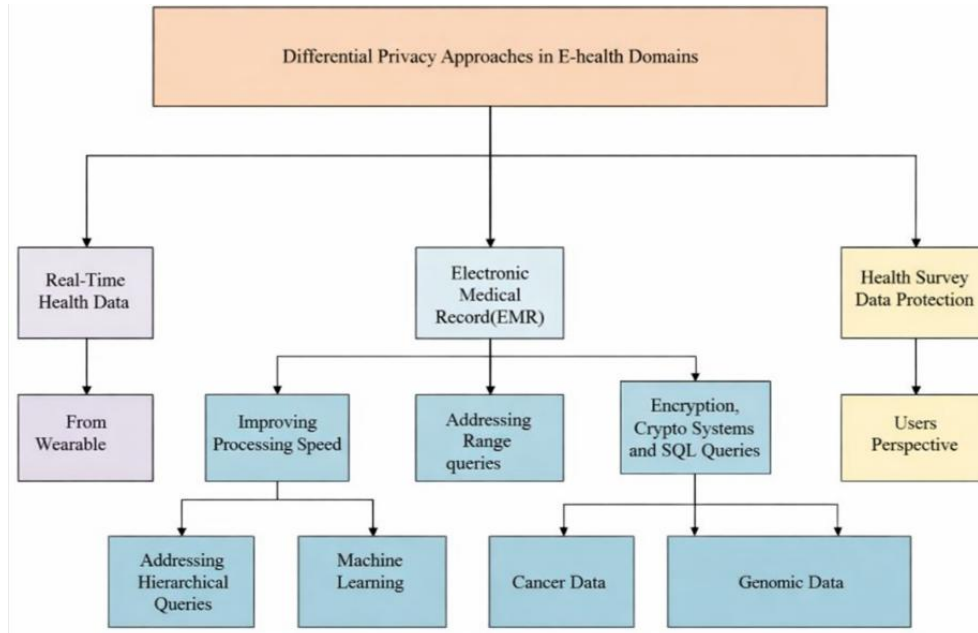 Differential Privacy Approaches in E-health Domains
Real-Time
Health Data
Electronic
Medical
Record(EMR)
Health Survey
Data Protection
From
Wearable
Improving
Processing Speed
Addressing
Range
queries
Encryption,
Crypto Systems
and SQL Queries
Users
Perspective
Addressing
Hierarchical
Queries
Machine
Learning
Cancer Data
Genomic Data